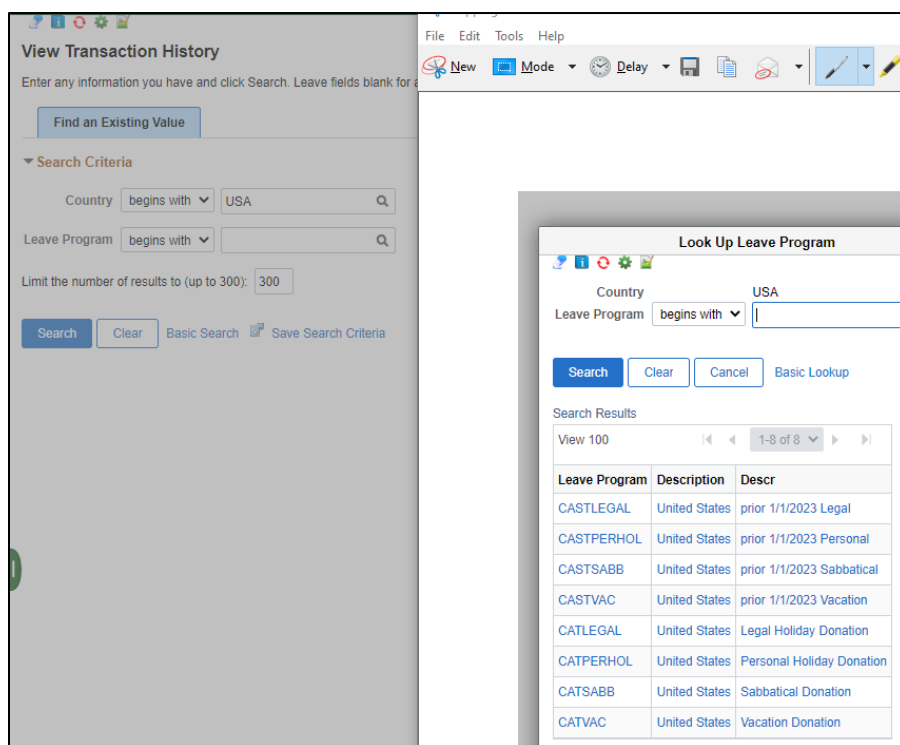 View Transaction History
Enter any information you have and click Search. Leave fields blank for
Find an Existing Value
Search Criteria
Country begins with USA
Leave Program begins with
Limit the number of results to (up to 300): 300
Search Clear Basic Search Save Search Criteria
File Edit Tools Help
New Mode Delay
Look Up Leave Program
Country USA
Leave Program begins with
Search Clear Cancel Basic Lookup
Search Results
View 100 1-8 of 8
Leave Program Description Descr
CASTLEGAL United States prior 1/1/2023 Legal
CASTPERHOL United States prior 1/1/2023 Personal
CASTSABB United States prior 1/1/2023 Sabbatical
CASTVAC United States prior 1/1/2023 Vacation
CATLEGAL United States Legal Holiday Donation
CATPERHOL United States Personal Holiday Donation
CATSABB United States Sabbatical Donation
CATVAC United States Vacation Donation